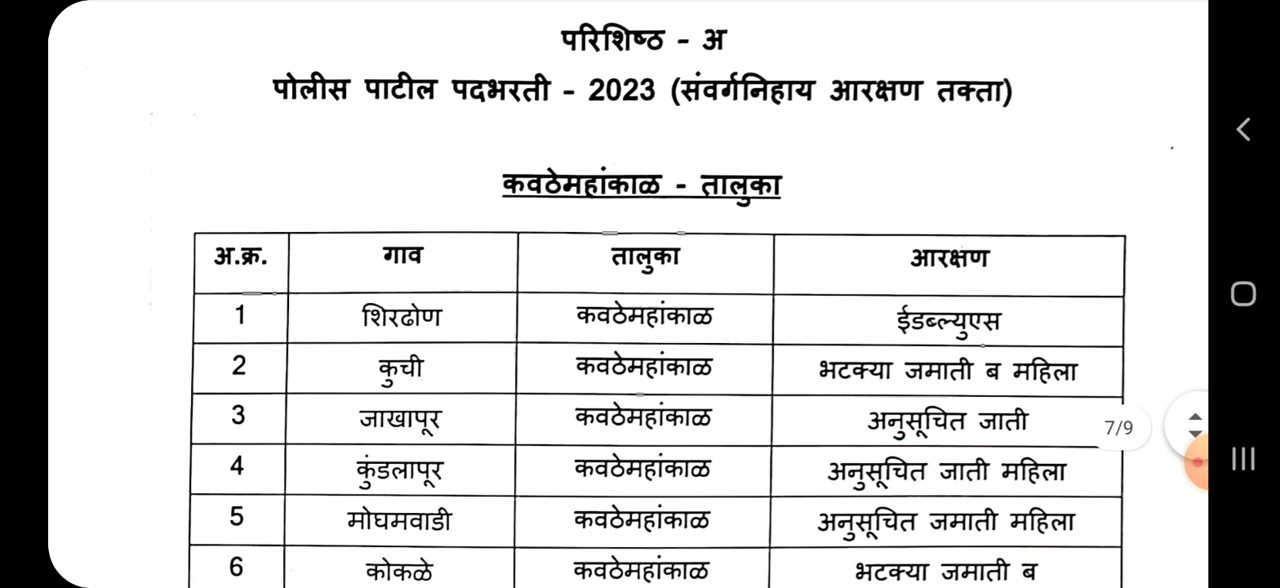 परिशिष्ठ - अ
पोलीस पाटील पदभरती - 2023 (संवर्गनिहाय आरक्षण तक्ता)
कवठेमहांकाळ - तालुका
अ.क्र. गाव तालुका आरक्षण
1 शिरढोण कवठेमहांकाळ ईडब्ल्युएस
2 कुची कवठेमहांकाळ भटक्या जमाती ब महिला
3 जाखापूर कवठेमहांकाळ अनुसूचित जाती
7/9
4 कुंडलापूर कवठेमहांकाळ अनुसूचित जाती महिला
5 मोघमवाडी कवठेमहांकाळ अनुसूचित जमाती महिला
6 कोकळे कवठेमहांकाळ भटक्या जमाती ब